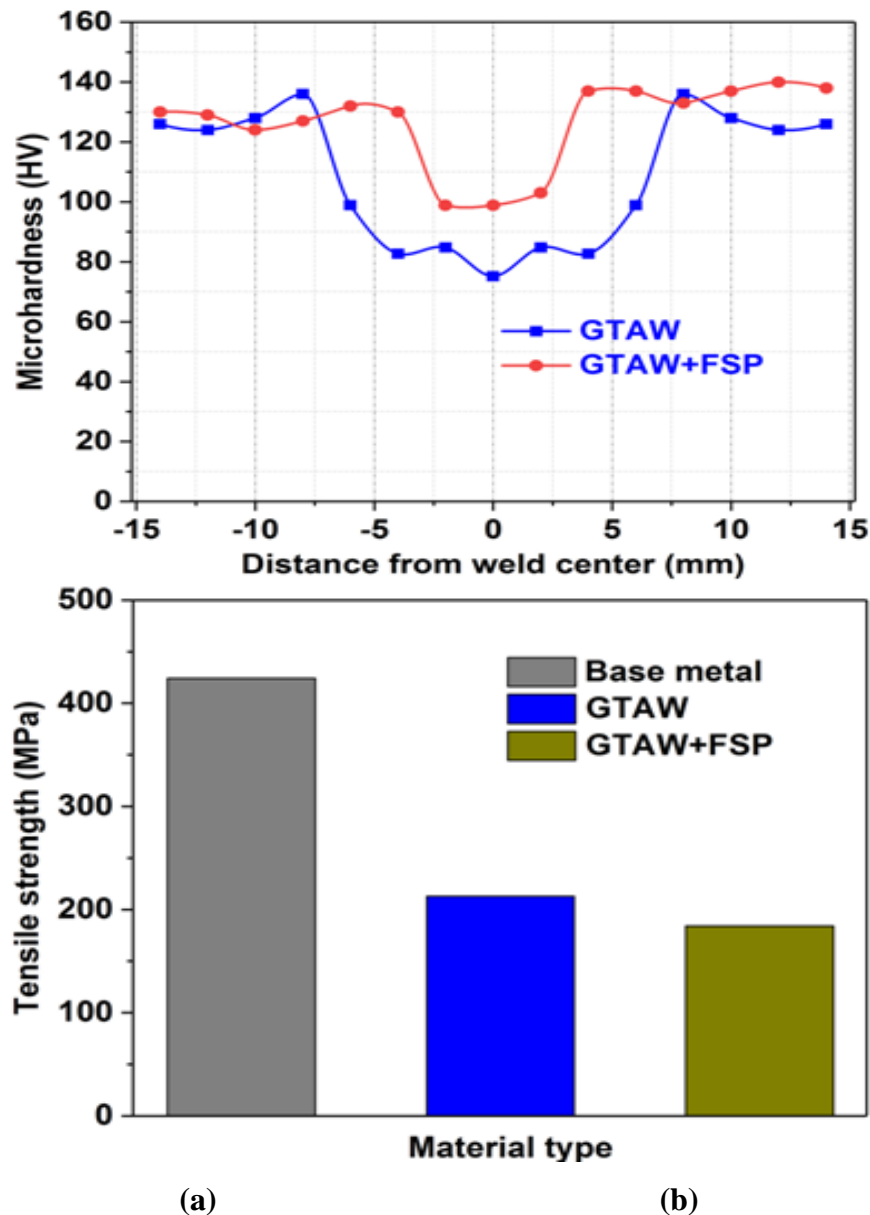 160
140
120
100
80
60
40
20
0
Microhardness (HV)
GTAW
GTAW+FSP
-15 -10 -5 0 5 10 15
Distance from weld center (mm)
500
400
300
200
100
0
Tensile strength (MPa)
Base metal
GTAW
GTAW+FSP
Material type
(a) (b)